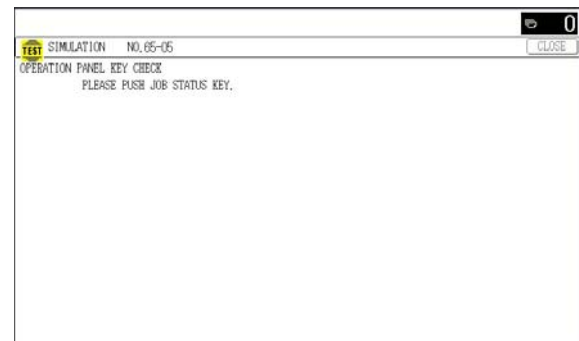 0
TEST SIMULATION NO.65-05 CLOSE
OPERATION PANEL KEY CHECK
PLEASE PUSH JOB STATUS KEY.